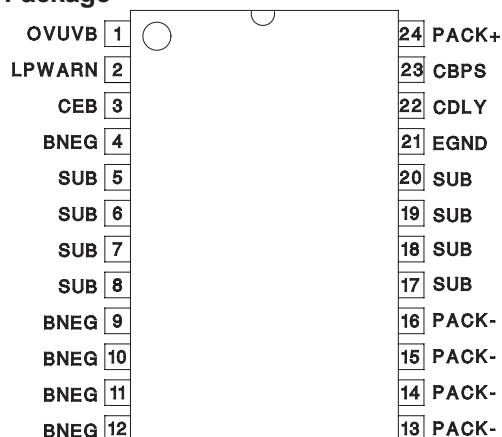 Package
OVUVB 1 24 PACK+
LPWARN 2 23 CBPS
CEB 3 22 CDLY
BNEG 4 21 EGND
SUB 5 20 SUB
SUB 6 19 SUB
SUB 7 18 SUB
SUB 8 17 SUB
BNEG 9 16 PACK-
BNEG 10 15 PACK-
BNEG 11 14 PACK-
BNEG 12 13 PACK-